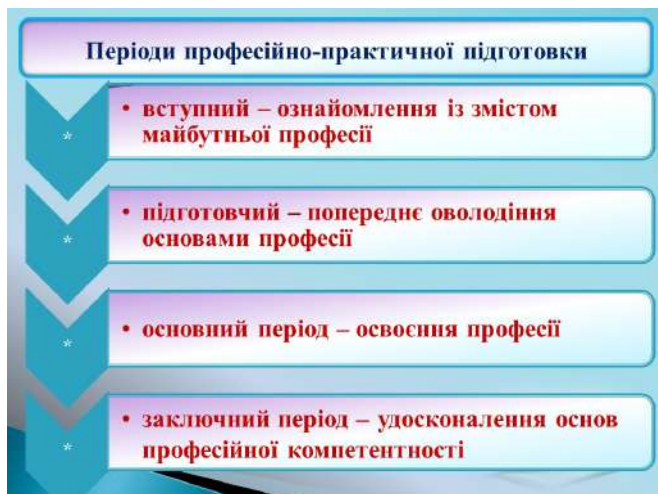 Періоди професійно-практичної підготовки
* • вступний – ознайомлення із змістом
майбутньої професії
* • підготовчий – попереднє оволодіння
основами професії
* • основний період – освоєння професії
* • заключний період – удосконалення основ
професійної компетентності